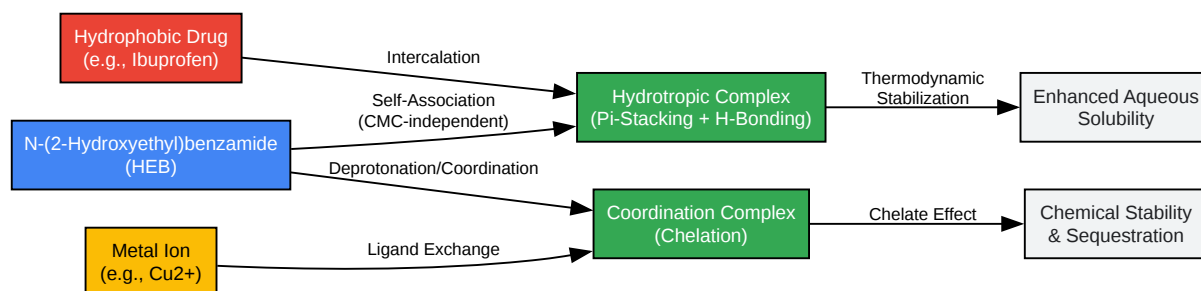 Hydrophobic Drug
(e.g., Ibuprofen)
Intercalation
Self-Association
(CMC-independent)
N-(2-Hydroxyethyl)benzamide
(HEB)
Deprotonation/Coordination
Metal Ion
(e.g., Cu2+)
Ligand Exchange
Hydrotropic Complex
(Pi-Stacking + H-Bonding)
Thermodynamic
Stabilization
Enhanced Aqueous
Solubility
Coordination Complex
(Chelation)
Chelate Effect
Chemical Stability
& Sequestration